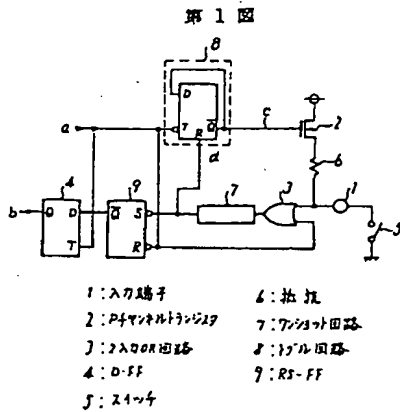 第 1 図
8
D
T
Q
R
a
c
d
2
6
4
9
b
Q
D
T
Q
S
R
7
3
1
5
1:入力端子
2:Pチャンネルトランジスタ
3:2入力OR回路
4:D-FF
5:スイッチ
6:抵抗
7:ワンショット回路
8:トグル回路
9:RS-FF